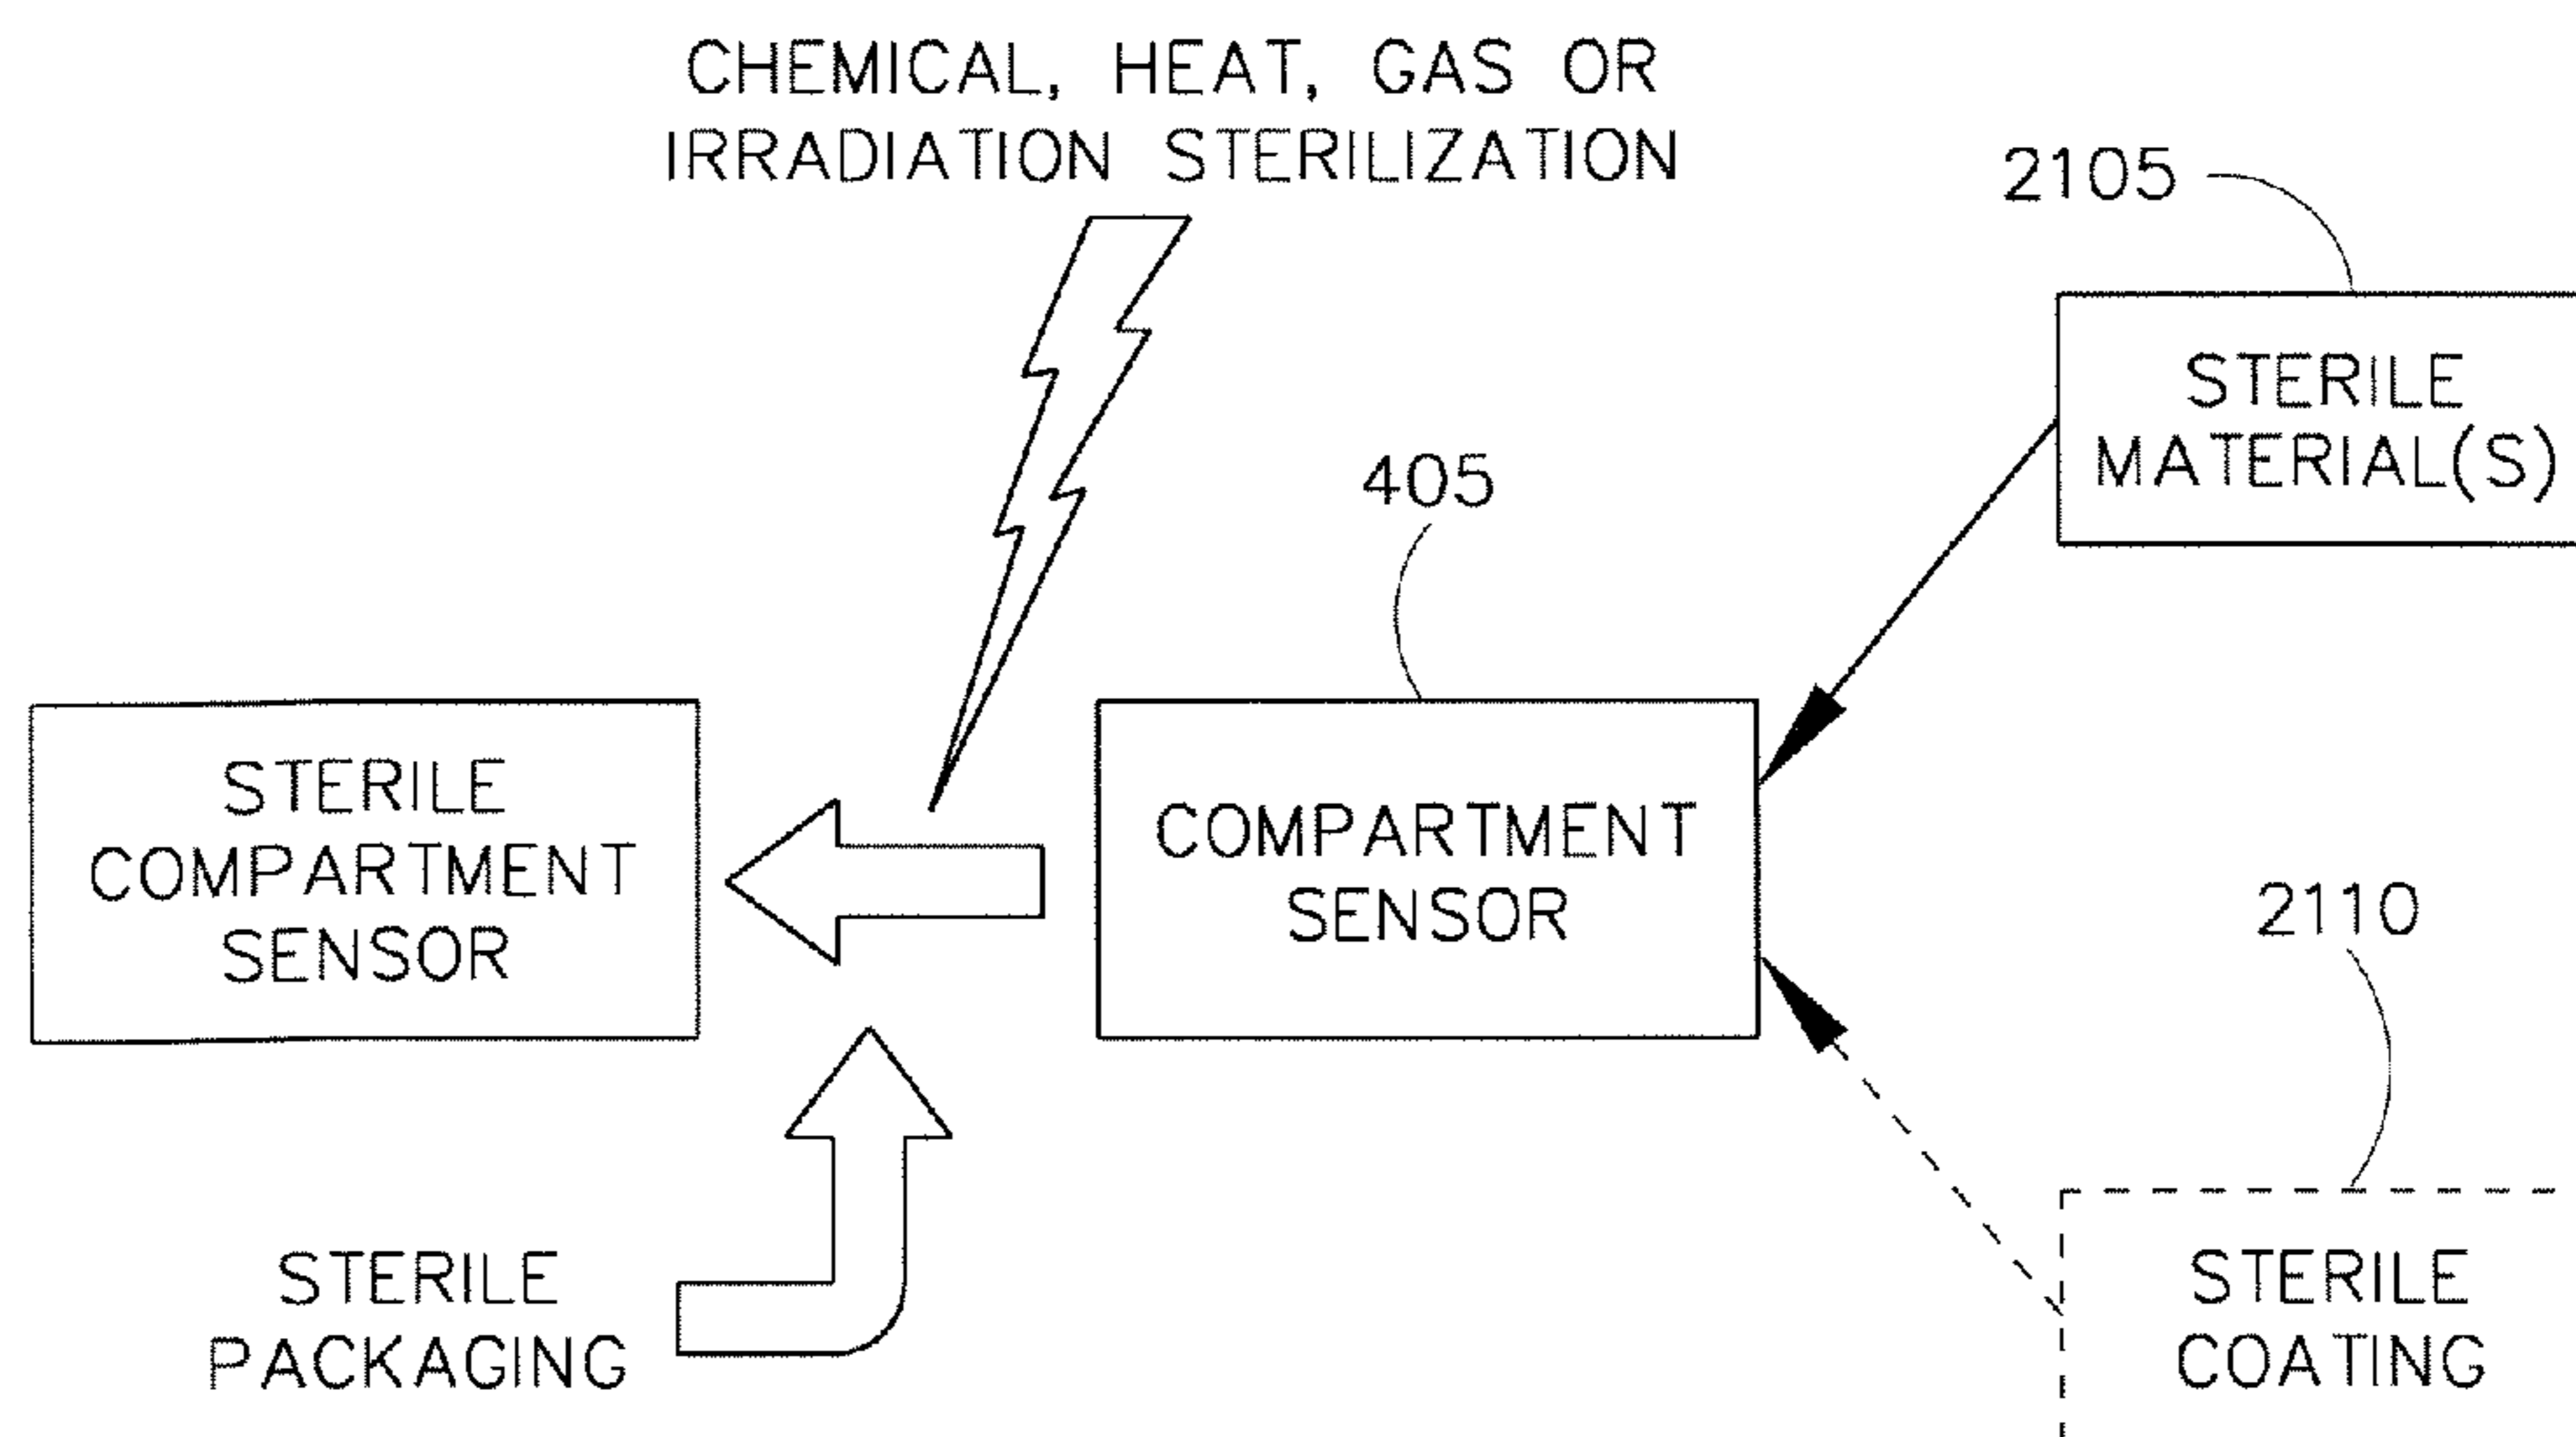 CHEMICAL, HEAT, GAS OR
IRRADIATION STERILIZATION
2105
STERILE
MATERIAL(S)
405
STERILE
COMPARTMENT
SENSOR
COMPARTMENT
SENSOR
2110
STERILE
PACKAGING
STERILE
COATING